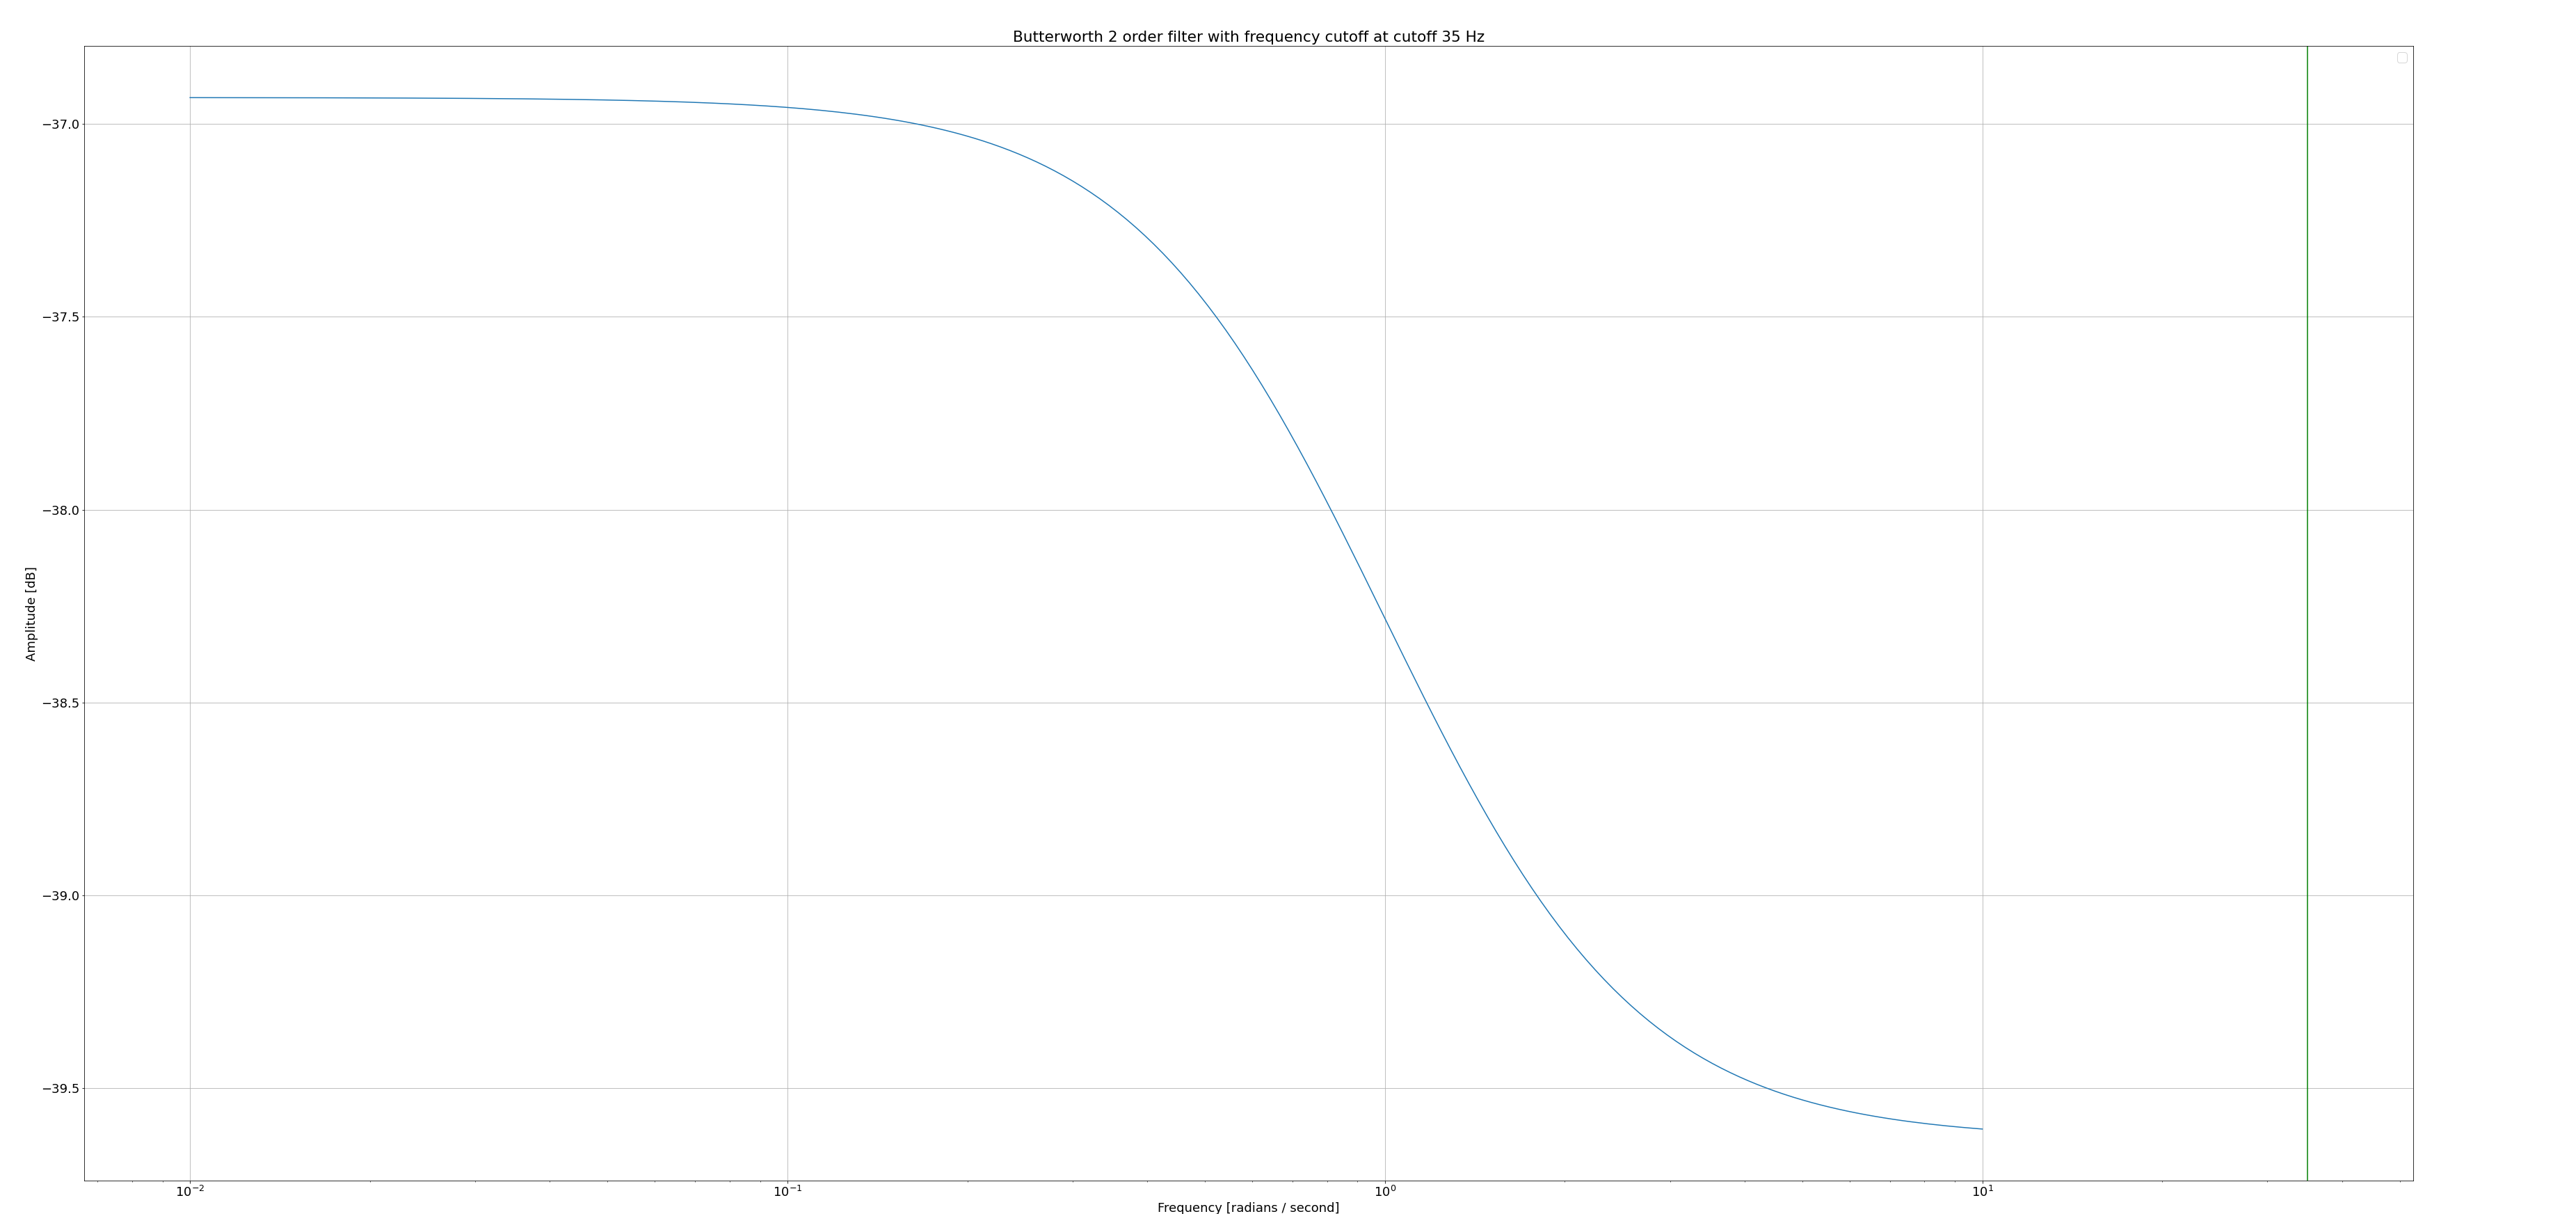 Butterworth 2 order filter with frequency cutoff at cutoff 35 Hz
−37.0
−37.5
−38.0
−38.5
−39.0
−39.5
Amplitude [dB]
10⁻² 10⁻¹ 10⁰ 10¹
Frequency [radians / second]